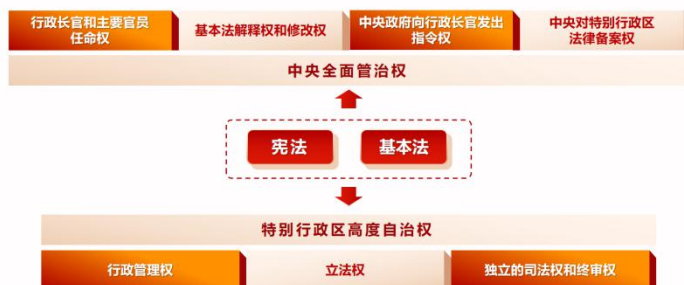 行政长官和主要官员
任命权
基本法解释权和修改权
中央政府向行政长官发出
指令权
中央对特别行政区
法律备案权
中央全面管治权
宪法
基本法
特别行政区高度自治权
行政管理权
立法权
独立的司法权和终审权